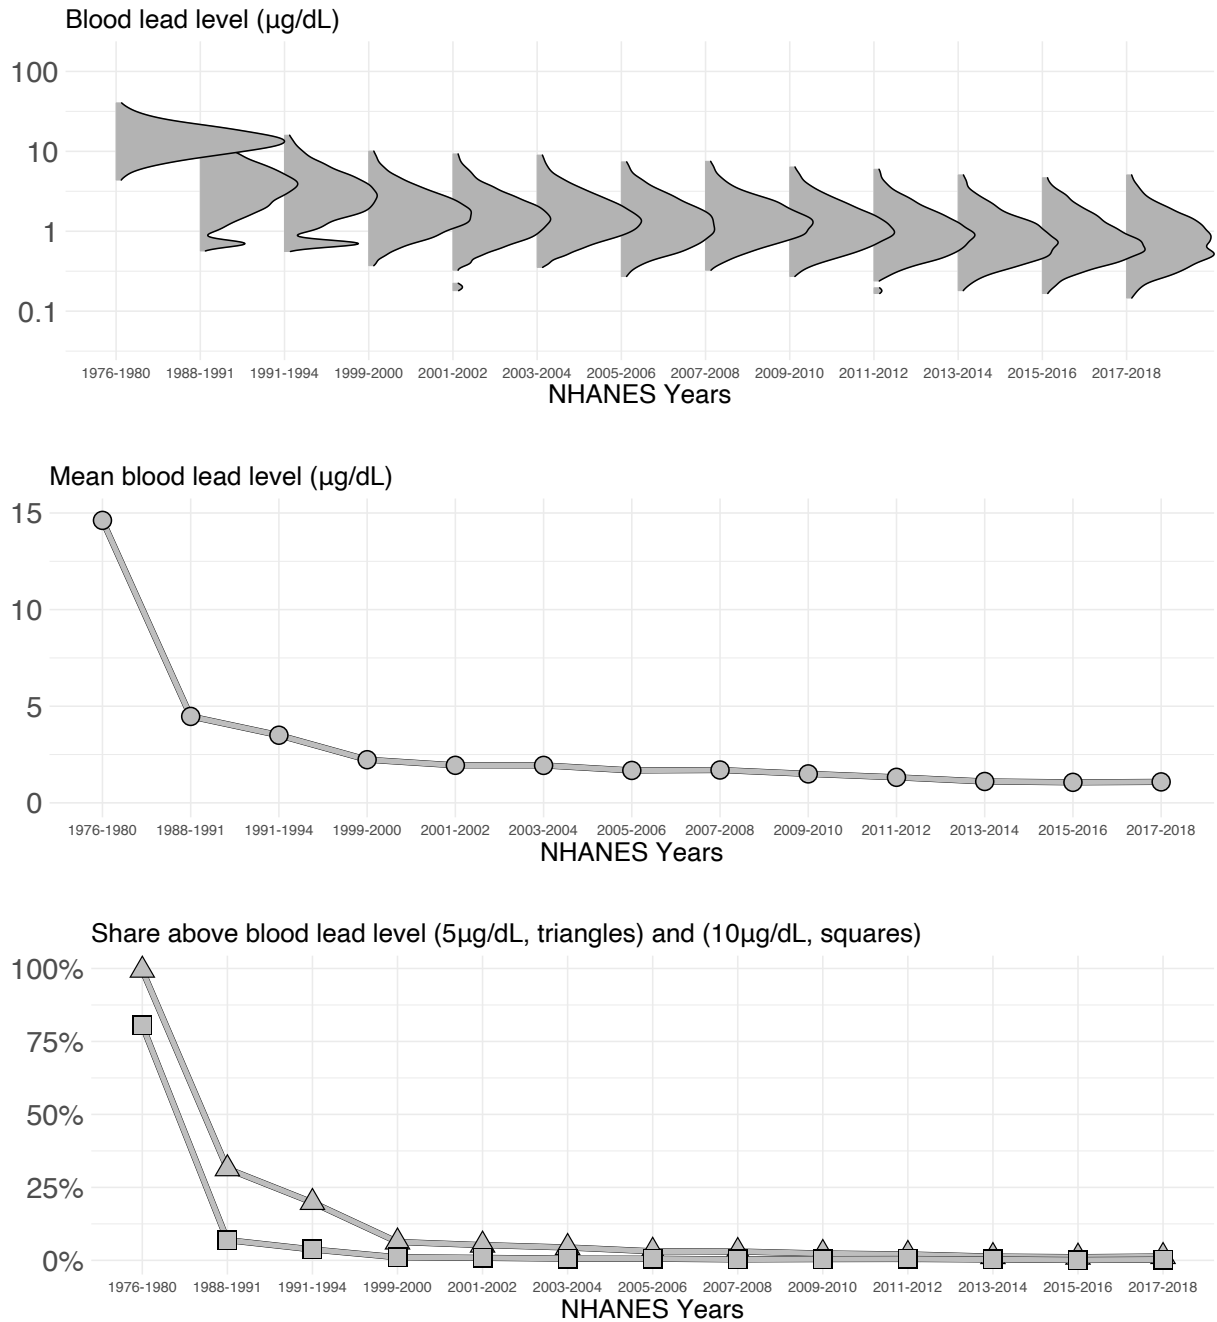 Blood lead level (µg/dL)
100
10
1
0.1
1976-1980 1988-1991 1991-1994 1999-2000 2001-2002 2003-2004 2005-2006 2007-2008 2009-2010 2011-2012 2013-2014 2015-2016 2017-2018
NHANES Years
Mean blood lead level (µg/dL)
15
10
5
0
1976-1980 1988-1991 1991-1994 1999-2000 2001-2002 2003-2004 2005-2006 2007-2008 2009-2010 2011-2012 2013-2014 2015-2016 2017-2018
NHANES Years
Share above blood lead level (5µg/dL, triangles) and (10µg/dL, squares)
100%
75%
50%
25%
0%
1976-1980 1988-1991 1991-1994 1999-2000 2001-2002 2003-2004 2005-2006 2007-2008 2009-2010 2011-2012 2013-2014 2015-2016 2017-2018
NHANES Years